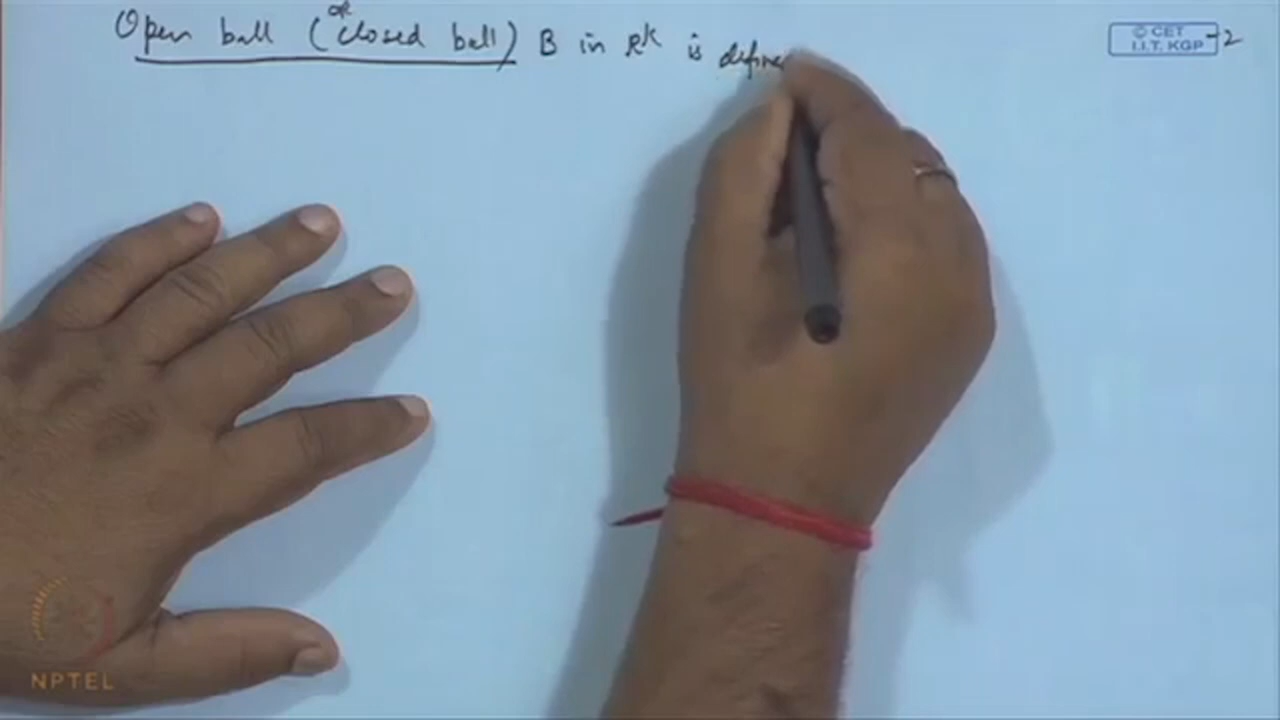 Open ball (or closed ball) B in R^k is define
© CET
I.I.T. KGP
-2
NPTEL